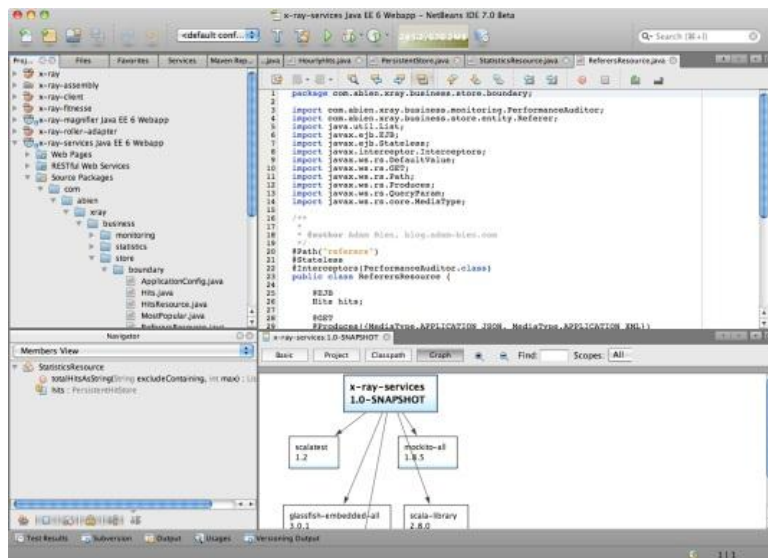 x-ray-services Java EE 6 Webapp - NetBeans IDE 7.0 Beta
<default conf...>
Search (⌘+I)
Proj... Files Favorites Services Maven Rep...
...java HourlyHits.java PersistentStore.java StatisticsResource.java ReferersResource.java
x-ray
x-ray-assembly
x-ray-client
x-ray-fitnesse
x-ray-magnifier Java EE 6 Webapp
x-ray-roller-adapter
x-ray-services Java EE 6 Webapp
Web Pages
RESTful Web Services
Source Packages
com
abien
xray
business
monitoring
statistics
store
boundary
ApplicationConfig.java
Hits.java
HitsResource.java
MostPopular.java
ReferersResource.java
1 package com.abien.xray.business.store.boundary;
2
3 import com.abien.xray.business.monitoring.PerformanceAuditor;
4 import com.abien.xray.business.store.entity.Referer;
5 import java.util.List;
6 import javax.ejb.EJB;
7 import javax.ejb.Stateless;
8 import javax.interceptor.Interceptors;
9 import javax.ws.rs.DefaultValue;
10 import javax.ws.rs.GET;
11 import javax.ws.rs.Path;
12 import javax.ws.rs.Produces;
13 import javax.ws.rs.QueryParam;
14 import javax.ws.rs.core.MediaType;
15
16 /**
17 *
18 * @author Adam Bien, blog.adam-bien.com
19 */
20 @Path("referers")
21 @Stateless
22 @Interceptors(PerformanceAuditor.class)
23 public class ReferersResource {
24
25 @EJB
26 Hits hits;
27
28 @GET
29 @Produces({MediaType.APPLICATION_JSON, MediaType.APPLICATION_XML})
Navigator
Members View
StatisticsResource
totalHitsAsString(String excludeContaining, int max) :
hits : PersistentHitStore
x-ray-services 1.0-SNAPSHOT
Basic Project Classpath Graph Find: Scopes: All
x-ray-services
1.0-SNAPSHOT
scalatest
1.2
mockito-all
1.8.5
glassfish-embedded-all
3.0.1
scala-library
2.8.0
Test Results Subversion Output Usages Versioning Output
1|1